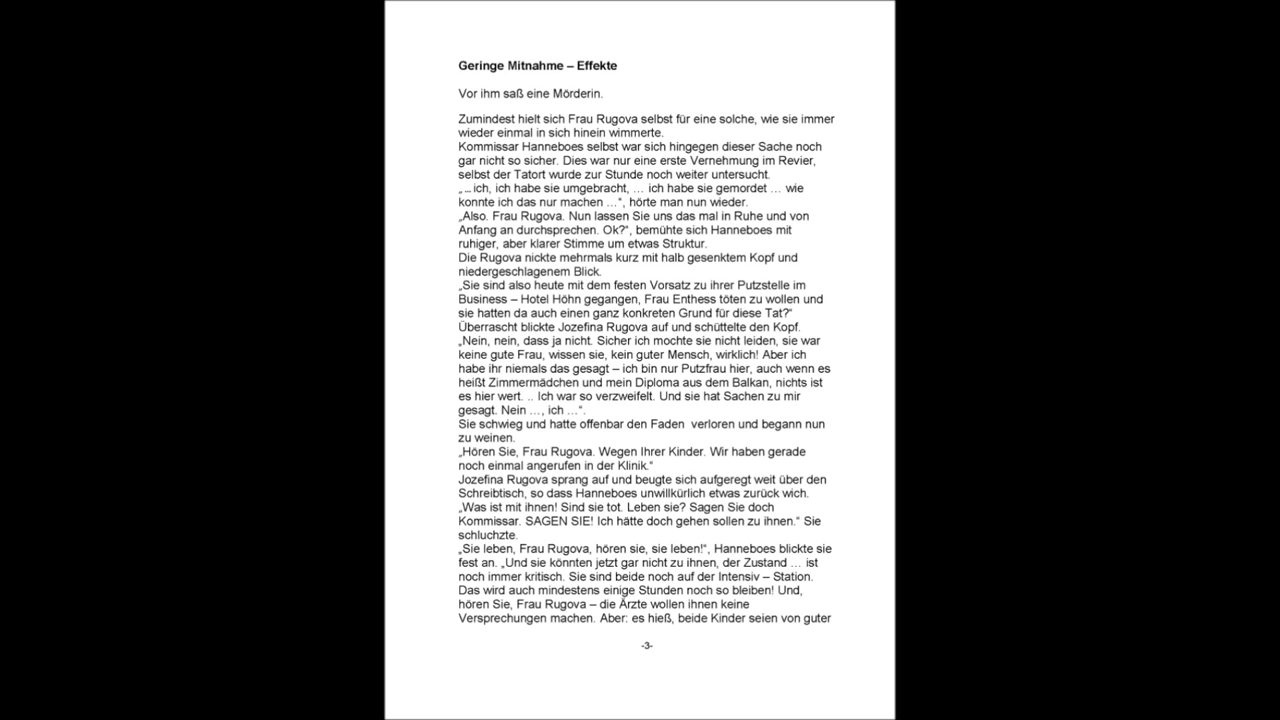 Geringe Mitnahme – Effekte
Vor ihm saß eine Mörderin.
Zumindest hielt sich Frau Rugova selbst für eine solche, wie sie immer
wieder einmal in sich hinein wimmerte.
Kommissar Hanneboes selbst war sich hingegen dieser Sache noch
gar nicht so sicher. Dies war nur eine erste Vernehmung im Revier,
selbst der Tatort wurde zur Stunde noch weiter untersucht.
„...ich, ich habe sie umgebracht, … ich habe sie gemordet … wie
konnte ich das nur machen …“, hörte man nun wieder.
„Also. Frau Rugova. Nun lassen Sie uns das mal in Ruhe und von
Anfang an durchsprechen. Ok?“, bemühte sich Hanneboes mit
ruhiger, aber klarer Stimme um etwas Struktur.
Die Rugova nickte mehrmals kurz mit halb gesenktem Kopf und
niedergeschlagenem Blick.
„Sie sind also heute mit dem festen Vorsatz zu ihrer Putzstelle im
Business – Hotel Höhn gegangen, Frau Enthess töten zu wollen und
sie hatten da auch einen ganz konkreten Grund für diese Tat?“
Überrascht blickte Jozefina Rugova auf und schüttelte den Kopf.
„Nein, nein, dass ja nicht. Sicher ich mochte sie nicht leiden, sie war
keine gute Frau, wissen sie, kein guter Mensch, wirklich! Aber ich
habe ihr niemals das gesagt – ich bin nur Putzfrau hier, auch wenn es
heißt Zimmermädchen und mein Diploma aus dem Balkan, nichts ist
es hier wert. .. Ich war so verzweifelt. Und sie hat Sachen zu mir
gesagt. Nein …, ich …“.
Sie schwieg und hatte offenbar den Faden  verloren und begann nun
zu weinen.
„Hören Sie, Frau Rugova. Wegen Ihrer Kinder. Wir haben gerade
noch einmal angerufen in der Klinik.“
Jozefina Rugova sprang auf und beugte sich aufgeregt weit über den
Schreibtisch, so dass Hanneboes unwillkürlich etwas zurück wich.
„Was ist mit ihnen! Sind sie tot. Leben sie? Sagen Sie doch
Kommissar. SAGEN SIE! Ich hätte doch gehen sollen zu ihnen.“ Sie
schluchzte.
„Sie leben, Frau Rugova, hören sie, sie leben!“, Hanneboes blickte sie
fest an. „Und sie könnten jetzt gar nicht zu ihnen, der Zustand … ist
noch immer kritisch. Sie sind beide noch auf der Intensiv – Station.
Das wird auch mindestens einige Stunden noch so bleiben! Und,
hören Sie, Frau Rugova – die Ärzte wollen ihnen keine
Versprechungen machen. Aber: es hieß, beide Kinder seien von guter
-3-